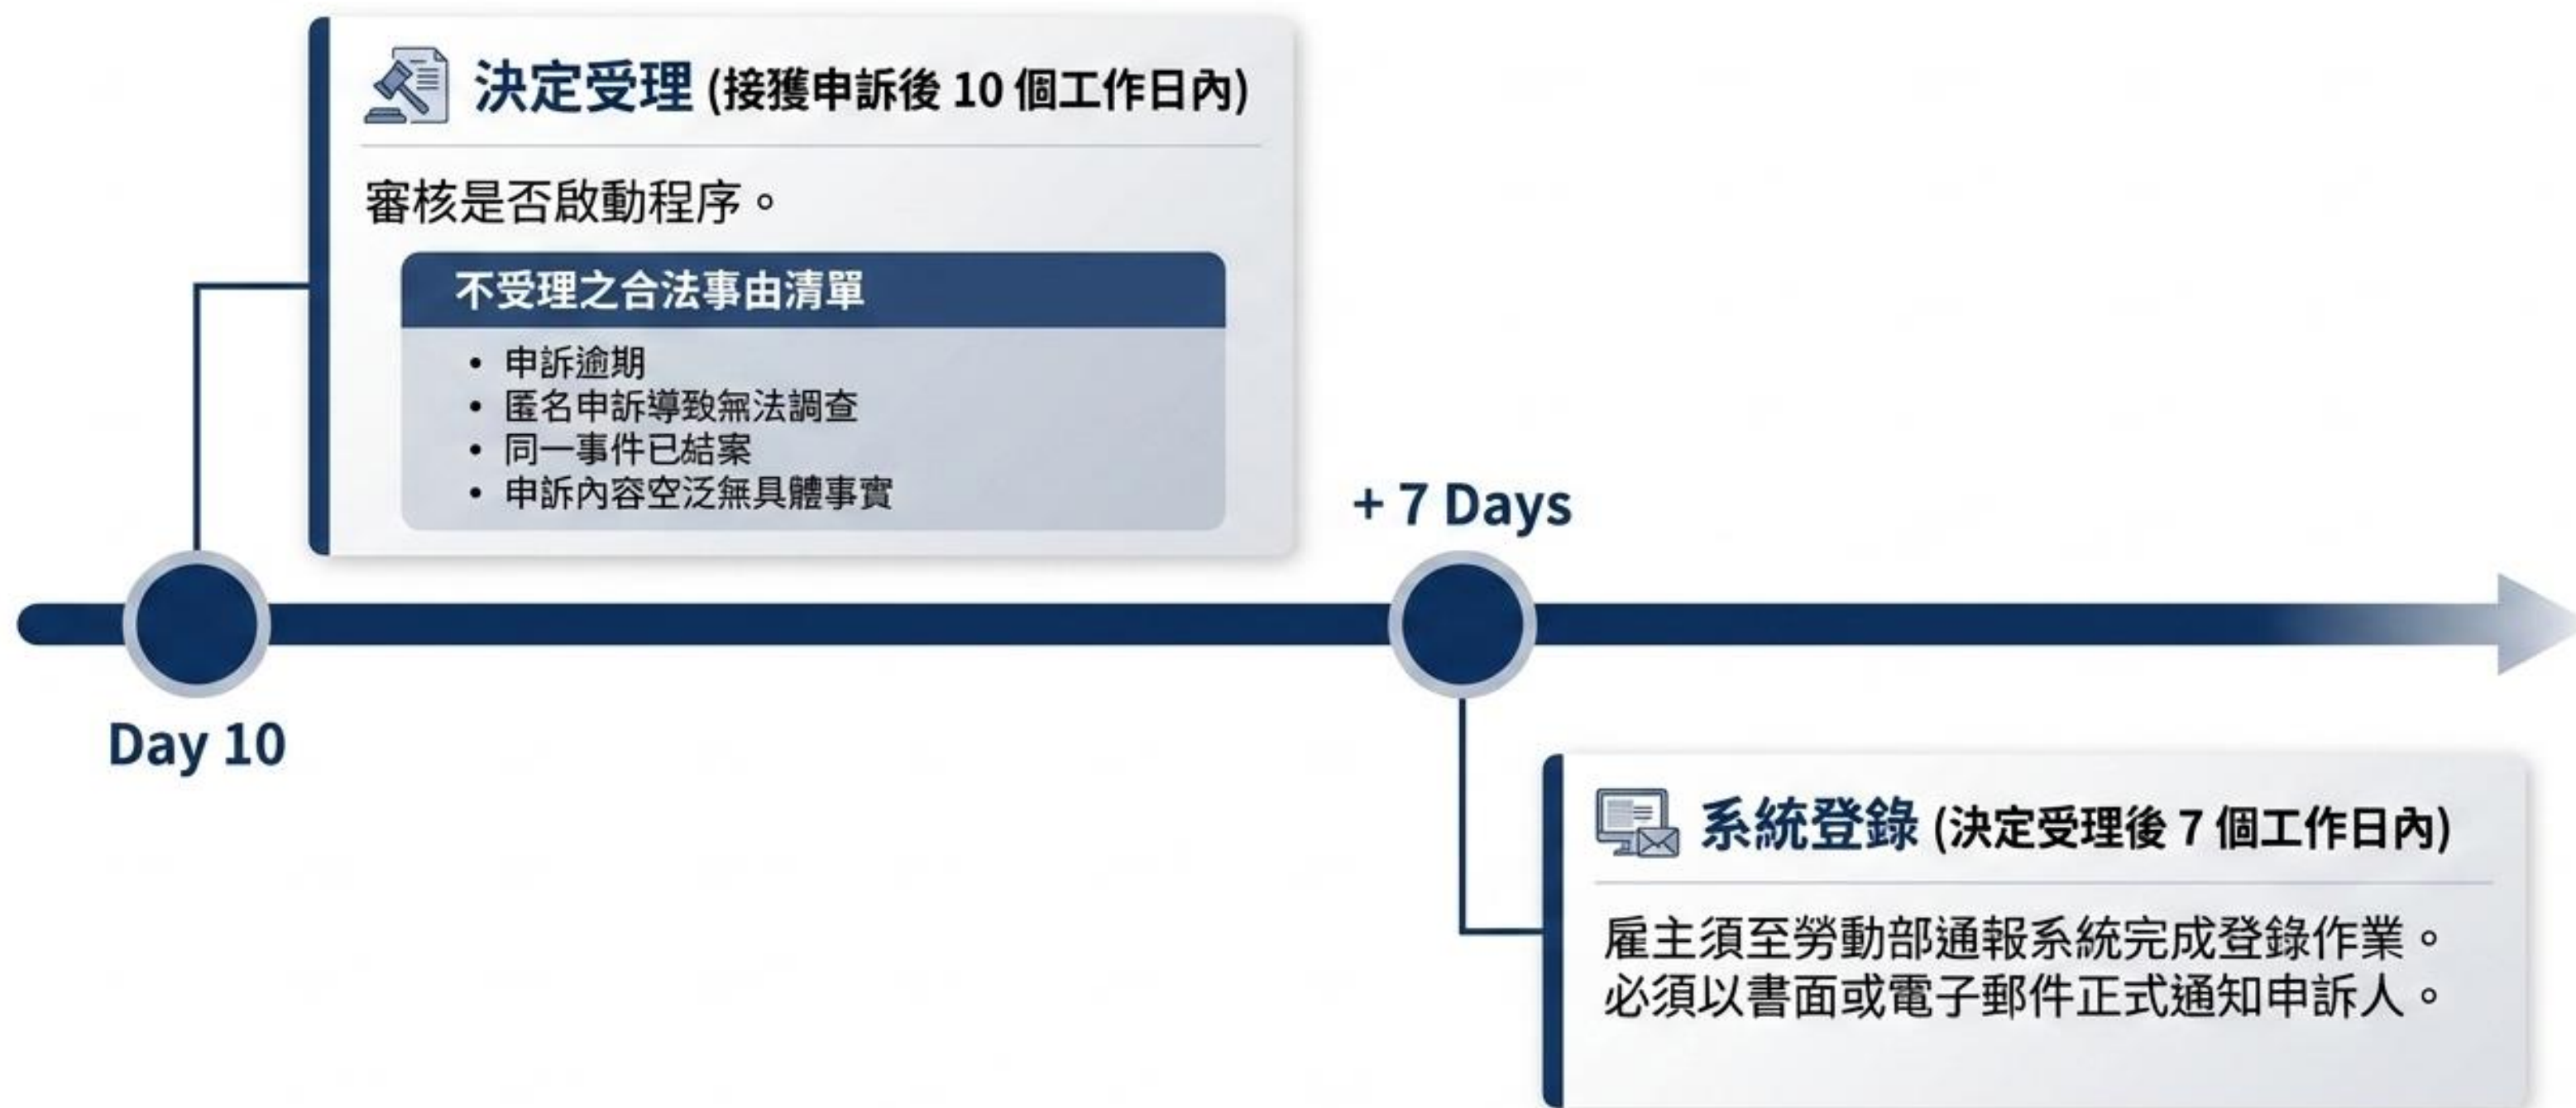 決定受理 (接獲申訴後 10 個工作日內)
審核是否啟動程序。
不受理之合法事由清單
• 申訴逾期
• 匿名申訴導致無法調查
• 同一事件已結案
• 申訴內容空泛無具體事實
Day 10
+ 7 Days
系統登錄 (決定受理後 7 個工作日內)
雇主須至勞動部通報系統完成登錄作業。
必須以書面或電子郵件正式通知申訴人。